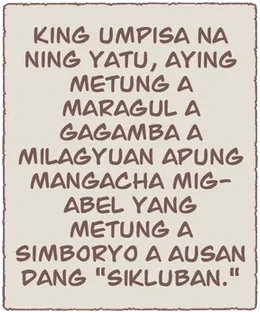 KING UMPISA NA
NING YATU, AYING
METUNG A
MARAGUL A
GAGAMBA A
MILAGYUAN APUNG
MANGACHA MIG-
ABEL YANG
METUNG A
SIMBORYO A AUSAN
DANG "SIKLUBAN."